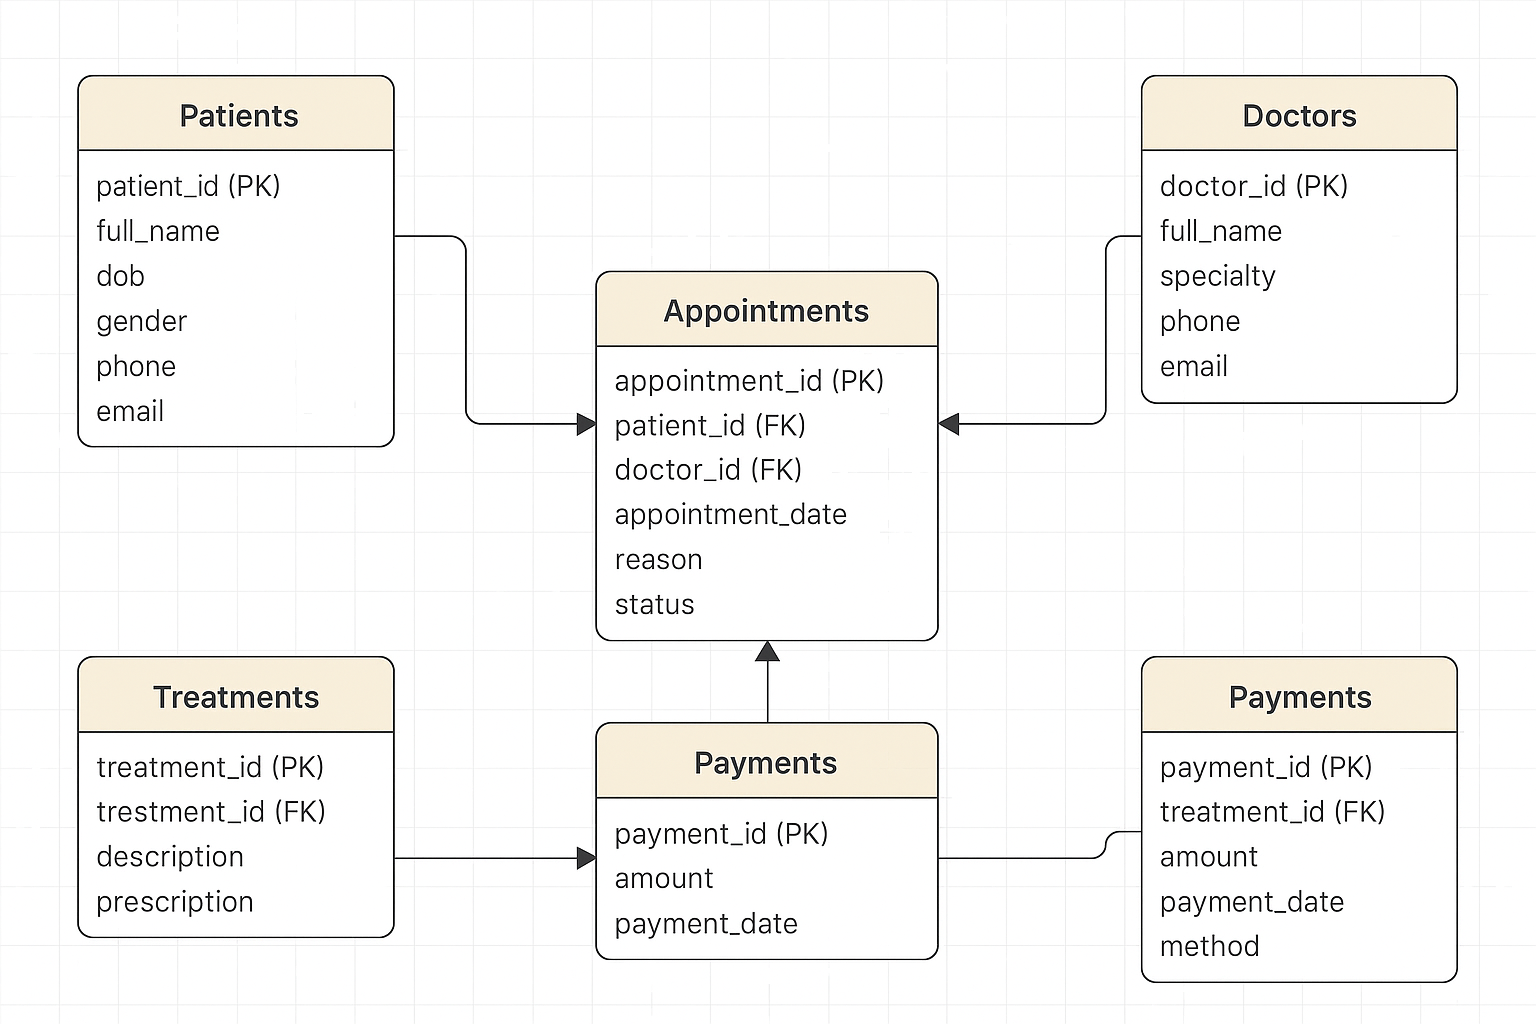 Patients
patient_id (PK)
full_name
dob
gender
phone
email
Doctors
doctor_id (PK)
full_name
specialty
phone
email
Appointments
appointment_id (PK)
patient_id (FK)
doctor_id (FK)
appointment_date
reason
status
Treatments
treatment_id (PK)
trestment_id (FK)
description
prescription
Payments
payment_id (PK)
amount
payment_date
Payments
payment_id (PK)
treatment_id (FK)
amount
payment_date
method